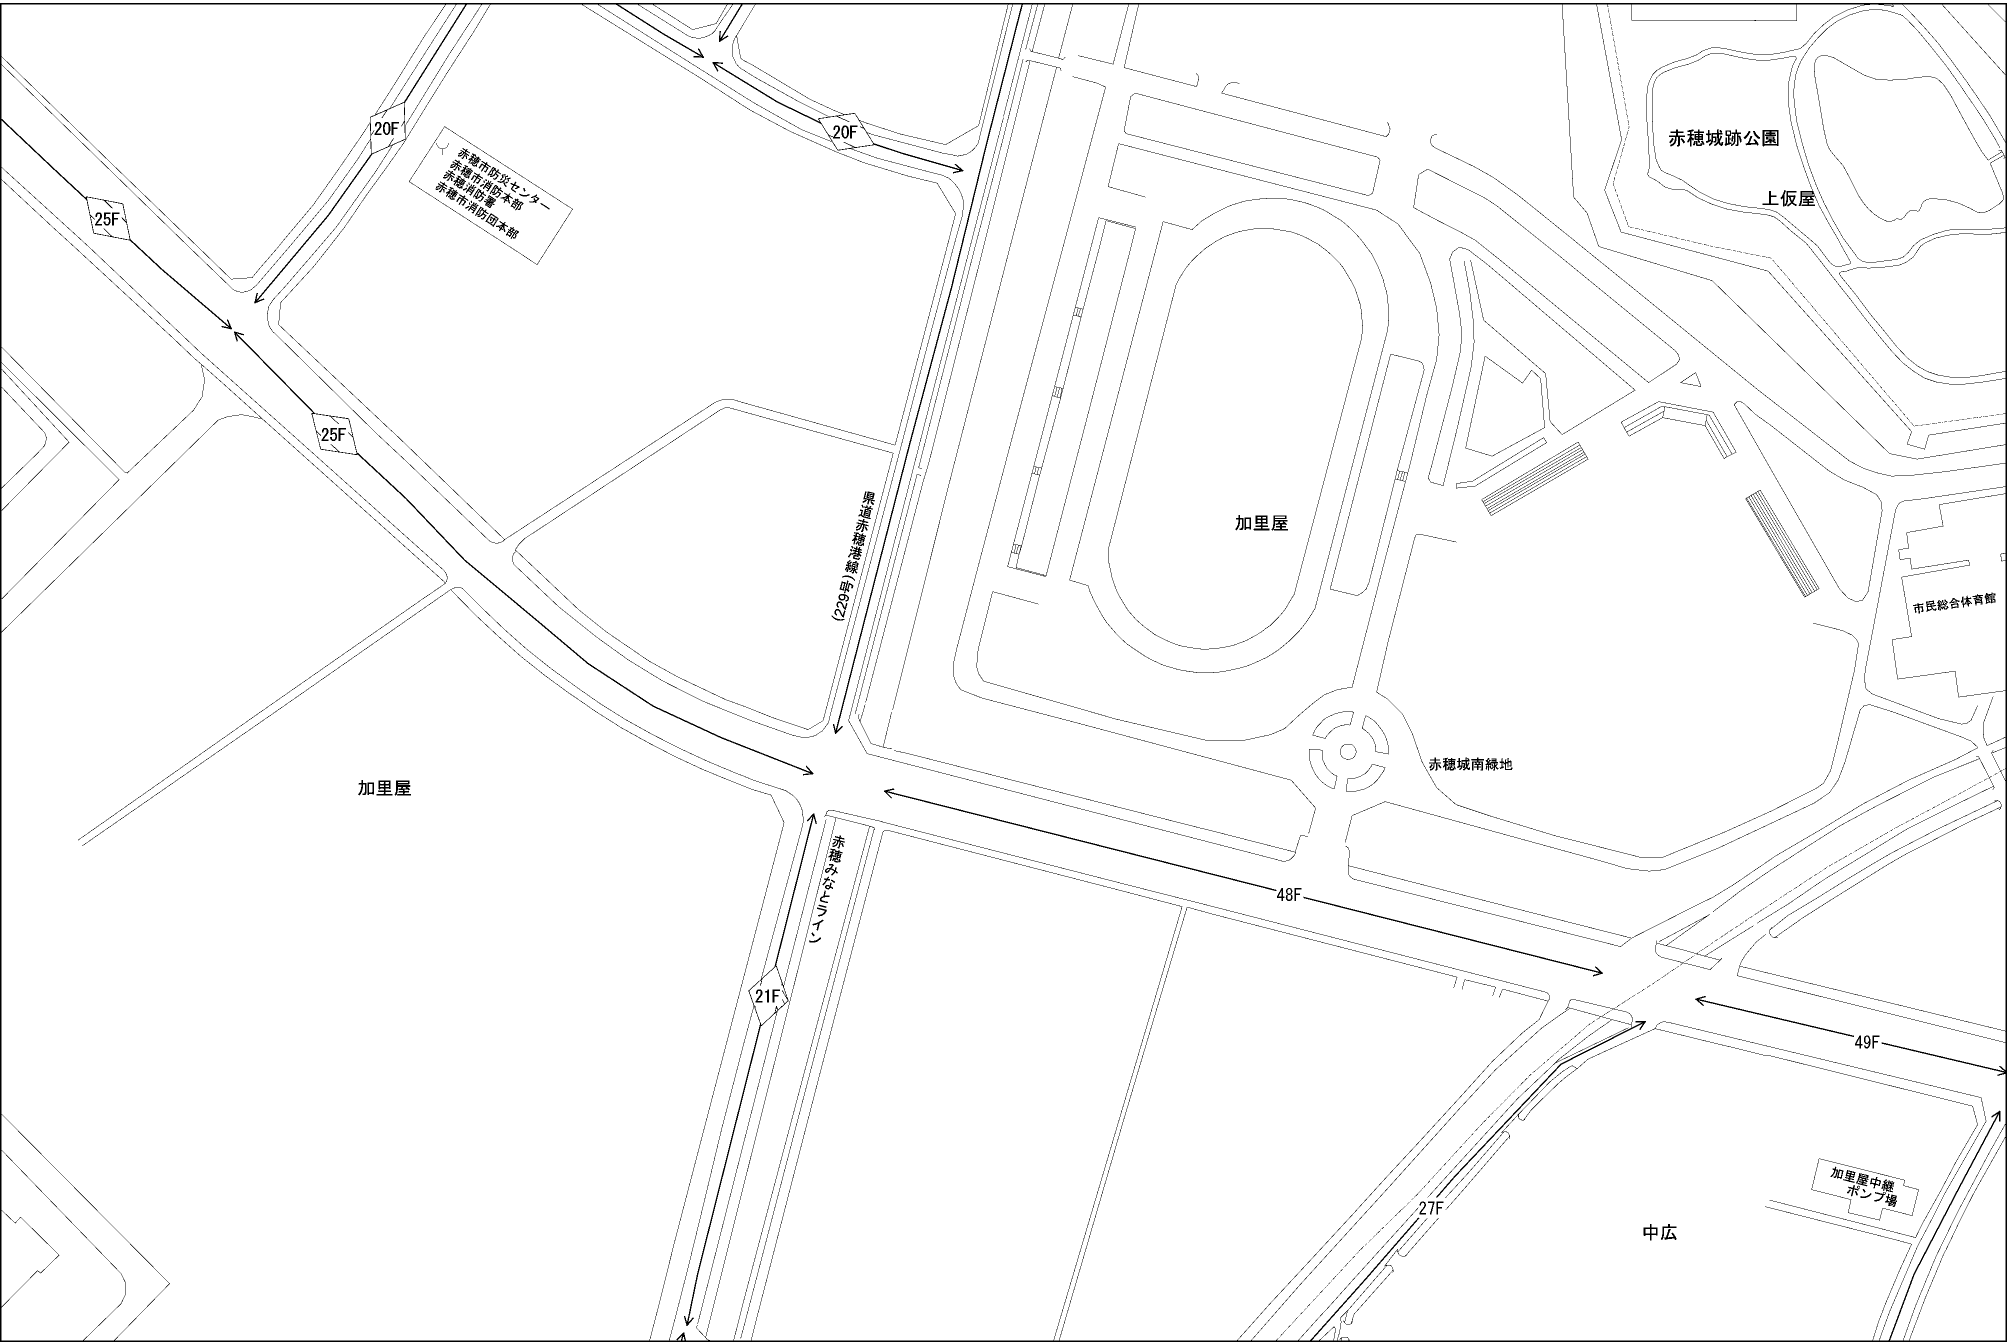 20F
20F
赤穂城跡公園
上仮屋
赤穂市防災センター
赤穂市消防本部
赤穂消防署
赤穂市消防団本部
25F
25F
県道赤穂港線
(229号)
加里屋
市民総合体育館
赤穂城南緑地
加里屋
赤穂みなとライン
48F
21F
49F
27F
加里屋中継
ポンプ場
中広